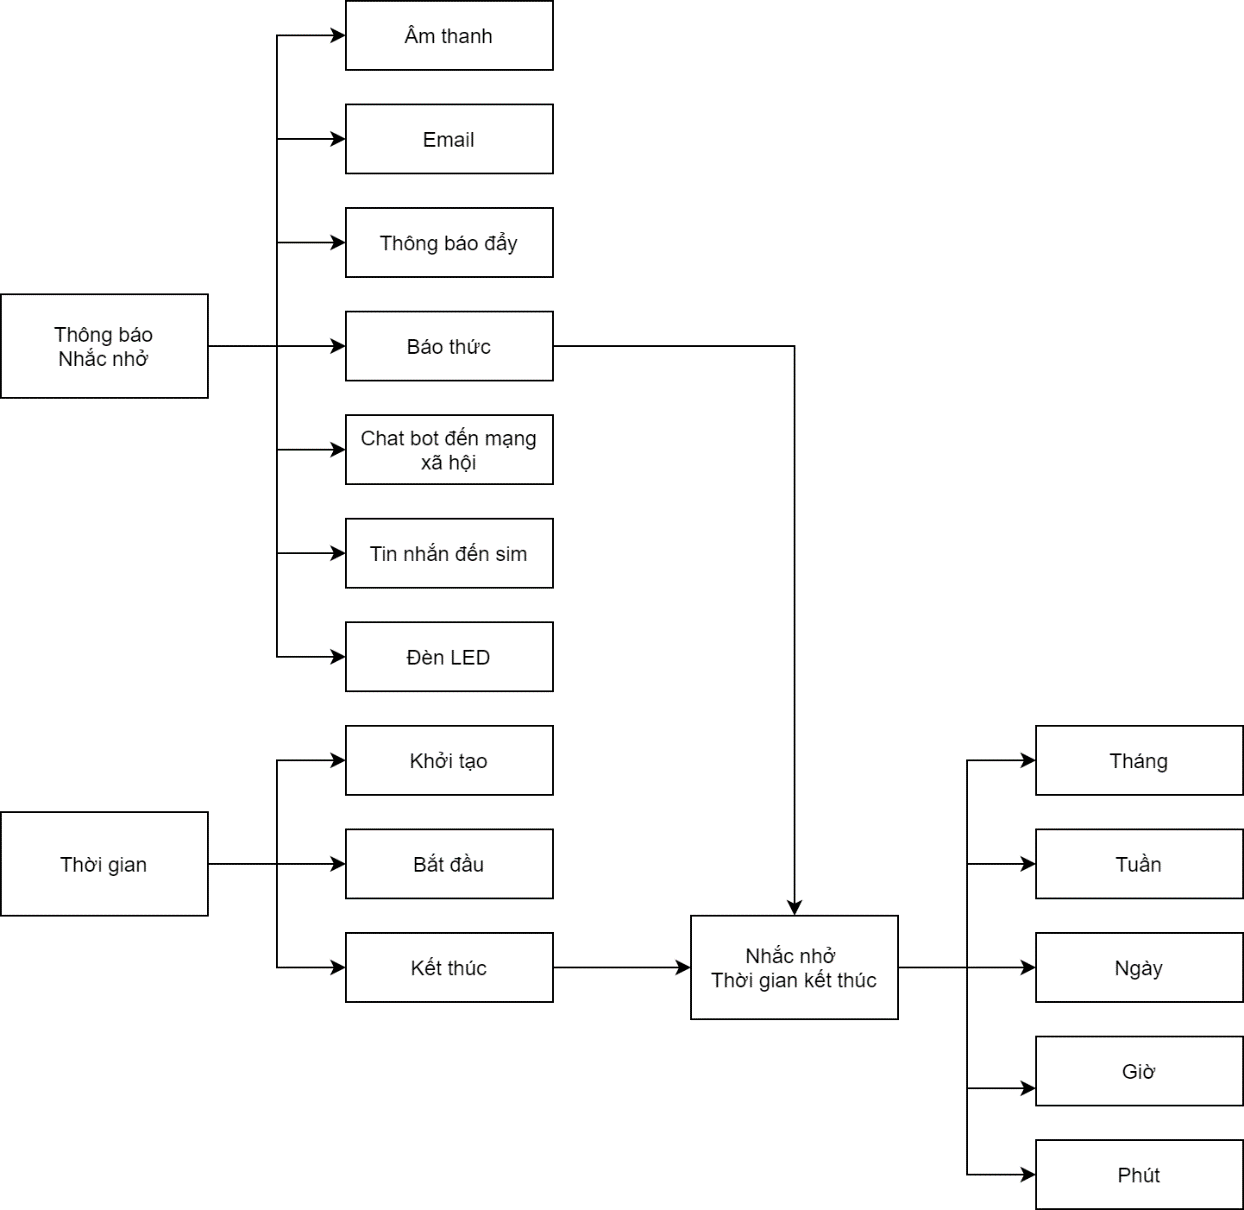 Âm thanh
Email
Thông báo đẩy
Thông báo
Nhắc nhở
Báo thức
Chat bot đến mạng
xã hội
Tin nhắn đến sim
Đèn LED
Khởi tạo
Tháng
Thời gian
Bắt đầu
Tuần
Kết thúc
Nhắc nhở
Thời gian kết thúc
Ngày
Giờ
Phút